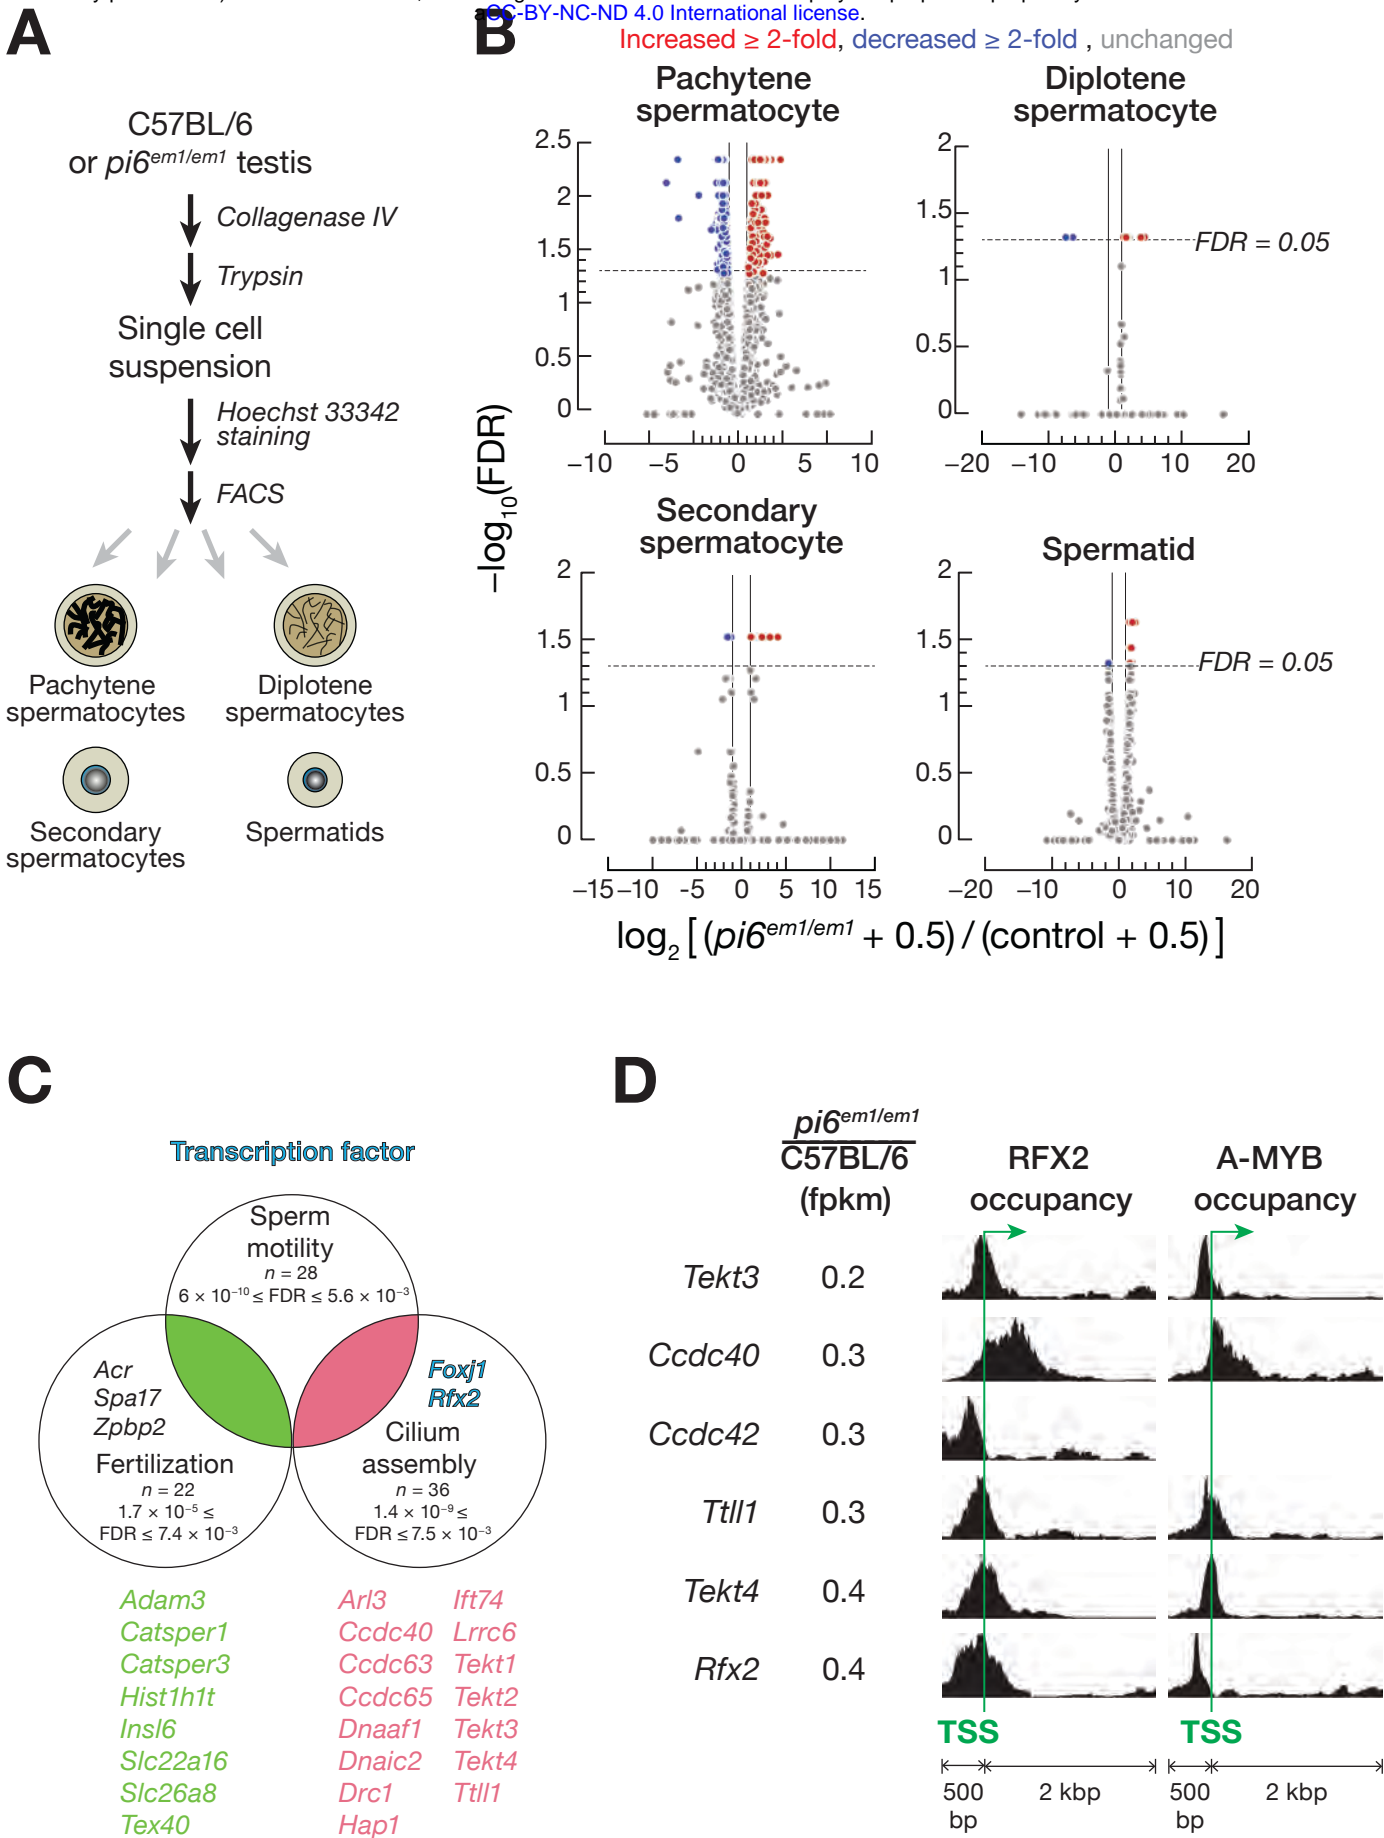 aCC-BY-NC-ND 4.0 International license.
A
C57BL/6
or pi6em1/em1 testis
Collagenase IV
Trypsin
Single cell
suspension
Hoechst 33342
staining
FACS
Pachytene
spermatocytes
Diplotene
spermatocytes
Secondary
spermatocytes
Spermatids
B
Increased ≥ 2-fold, decreased ≥ 2-fold , unchanged
Pachytene
spermatocyte
2.5
2
1.5
1
0.5
0
−10 −5 0 5 10
Diplotene
spermatocyte
2
1.5
1
0.5
0
FDR = 0.05
−20 −10 0 10 20
−log10(FDR)
Secondary
spermatocyte
2
1.5
1
0.5
0
−15 −10 -5 0 5 10 15
Spermatid
2
1.5
1
0.5
0
FDR = 0.05
−20 −10 0 10 20
log2 [ (pi6em1/em1 + 0.5) / (control + 0.5) ]
C
Transcription factor
Sperm
motility
n = 28
6 × 10−10 ≤ FDR ≤ 5.6 × 10−3
Acr
Spa17
Zpbp2
Fertilization
n = 22
1.7 × 10−5 ≤
FDR ≤ 7.4 × 10−3
Foxj1
Rfx2
Cilium
assembly
n = 36
1.4 × 10−9 ≤
FDR ≤ 7.5 × 10−3
Adam3
Catsper1
Catsper3
Hist1h1t
Insl6
Slc22a16
Slc26a8
Tex40
Arl3
Ccdc40
Ccdc63
Ccdc65
Dnaaf1
Dnaic2
Drc1
Hap1
Ift74
Lrrc6
Tekt1
Tekt2
Tekt3
Tekt4
Ttll1
D
pi6em1/em1
C57BL/6
(fpkm)
RFX2
occupancy
A-MYB
occupancy
Tekt3 0.2
Ccdc40 0.3
Ccdc42 0.3
Ttll1 0.3
Tekt4 0.4
Rfx2 0.4
TSS TSS
500
bp
2 kbp
500
bp
2 kbp